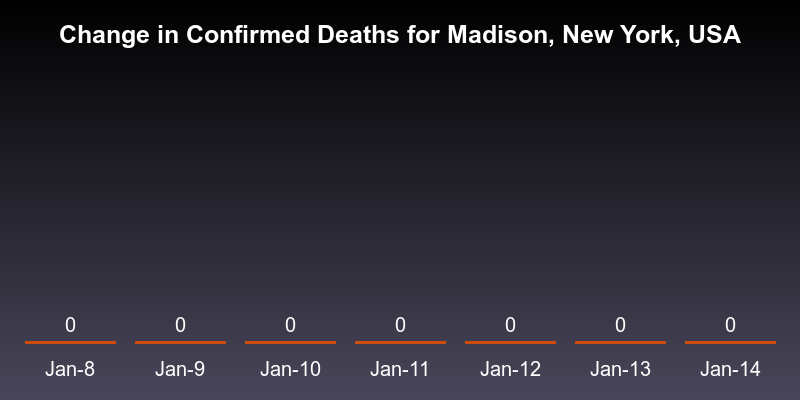 Change in Confirmed Deaths for Madison, New York, USA
0 0 0 0 0 0 0
Jan-8 Jan-9 Jan-10 Jan-11 Jan-12 Jan-13 Jan-14